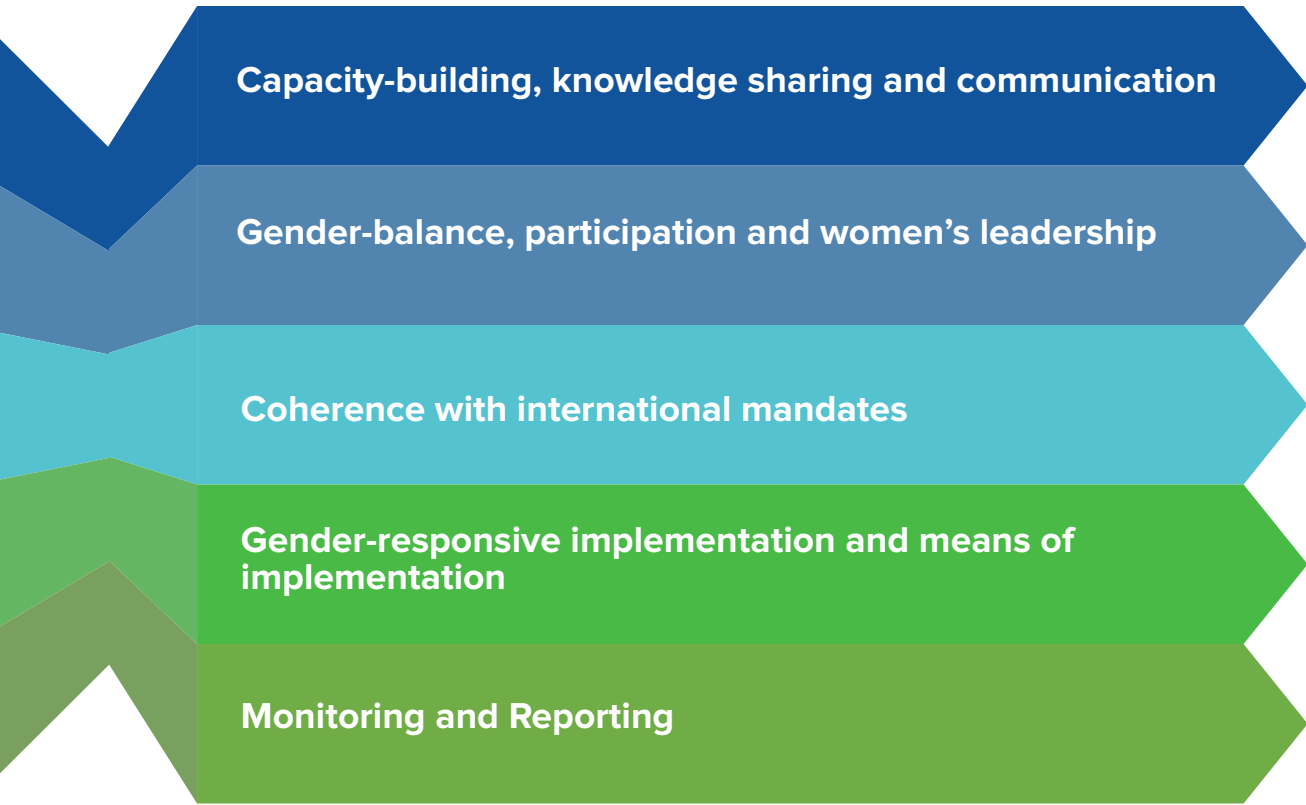 Capacity-building, knowledge sharing and communication
Gender-balance, participation and women’s leadership
Coherence with international mandates
Gender-responsive implementation and means of
implementation
Monitoring and Reporting